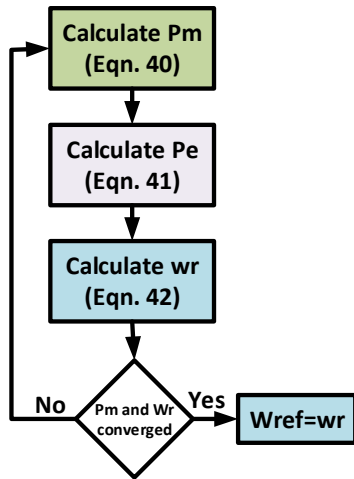 Calculate Pm
(Eqn. 40)
Calculate Pe
(Eqn. 41)
Calculate wr
(Eqn. 42)
No
Pm and Wr
converged
Yes
Wref=wr